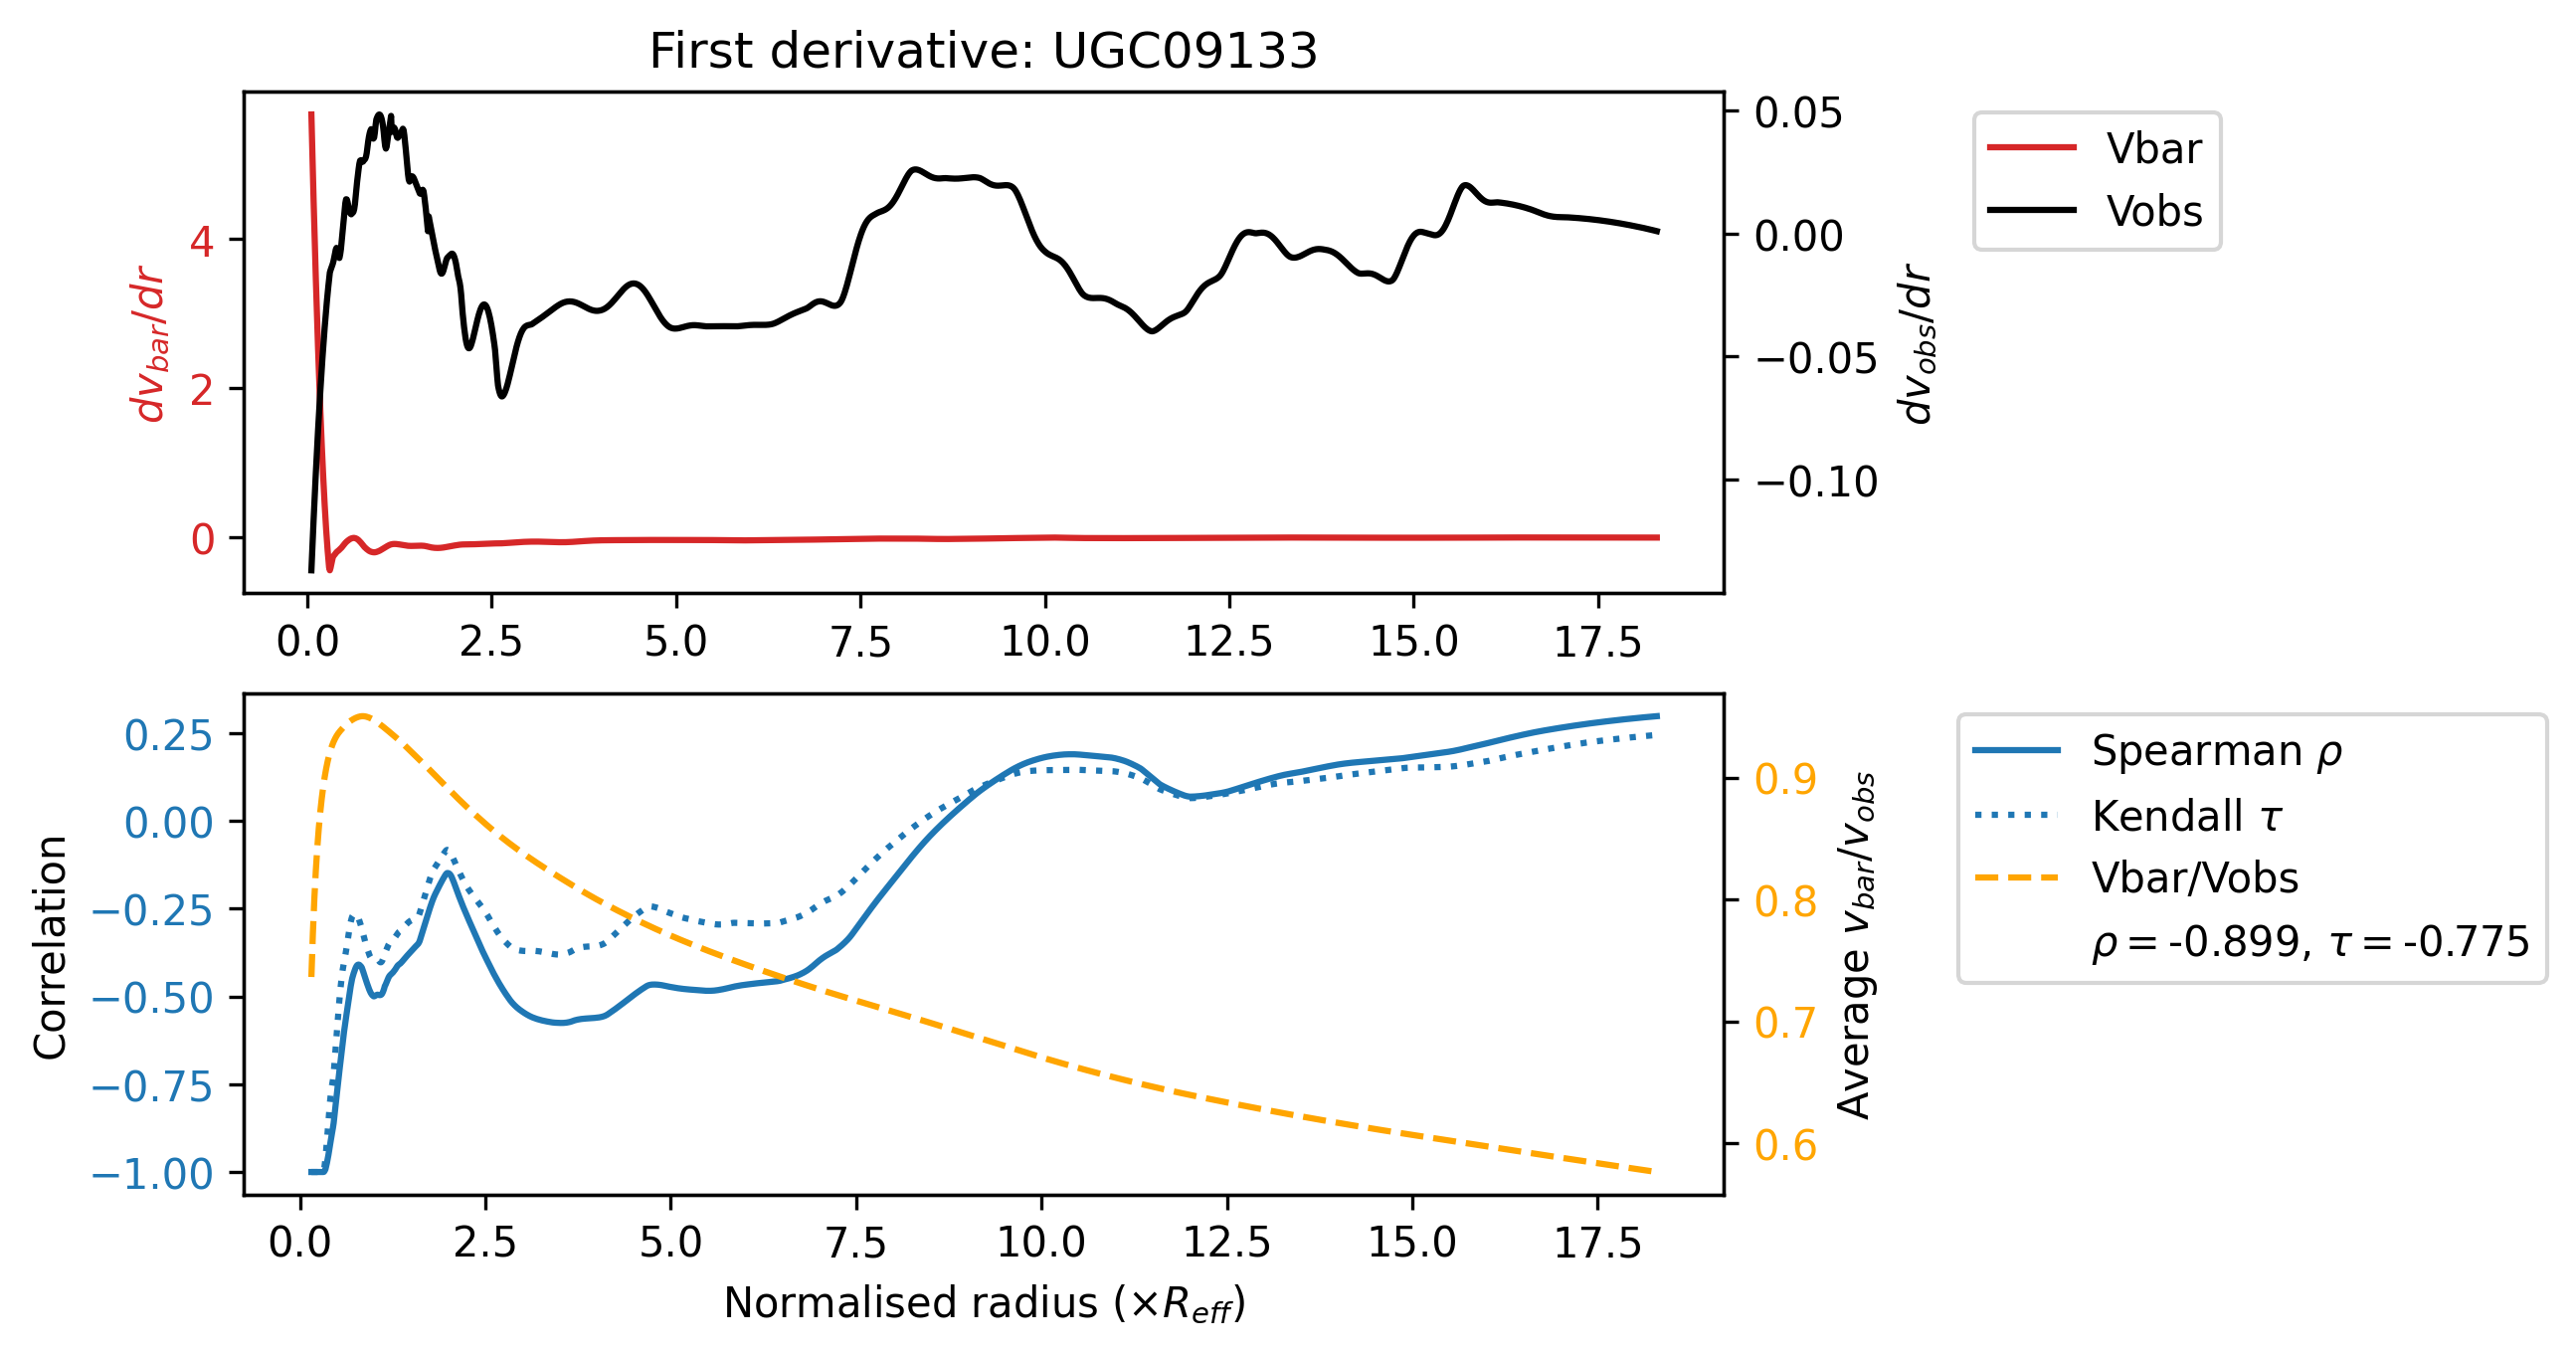 First derivative: UGC09133
dv_bar/dr
4
2
0
0.05
0.00
−0.05
−0.10
dv_obs/dr
Vbar
Vobs
0.0 2.5 5.0 7.5 10.0 12.5 15.0 17.5
Correlation
0.25
0.00
−0.25
−0.50
−0.75
−1.00
0.9
0.8
0.7
0.6
Average v_bar/v_obs
Spearman ρ
Kendall τ
Vbar/Vobs
ρ = -0.899, τ = -0.775
0.0 2.5 5.0 7.5 10.0 12.5 15.0 17.5
Normalised radius (×R_eff)